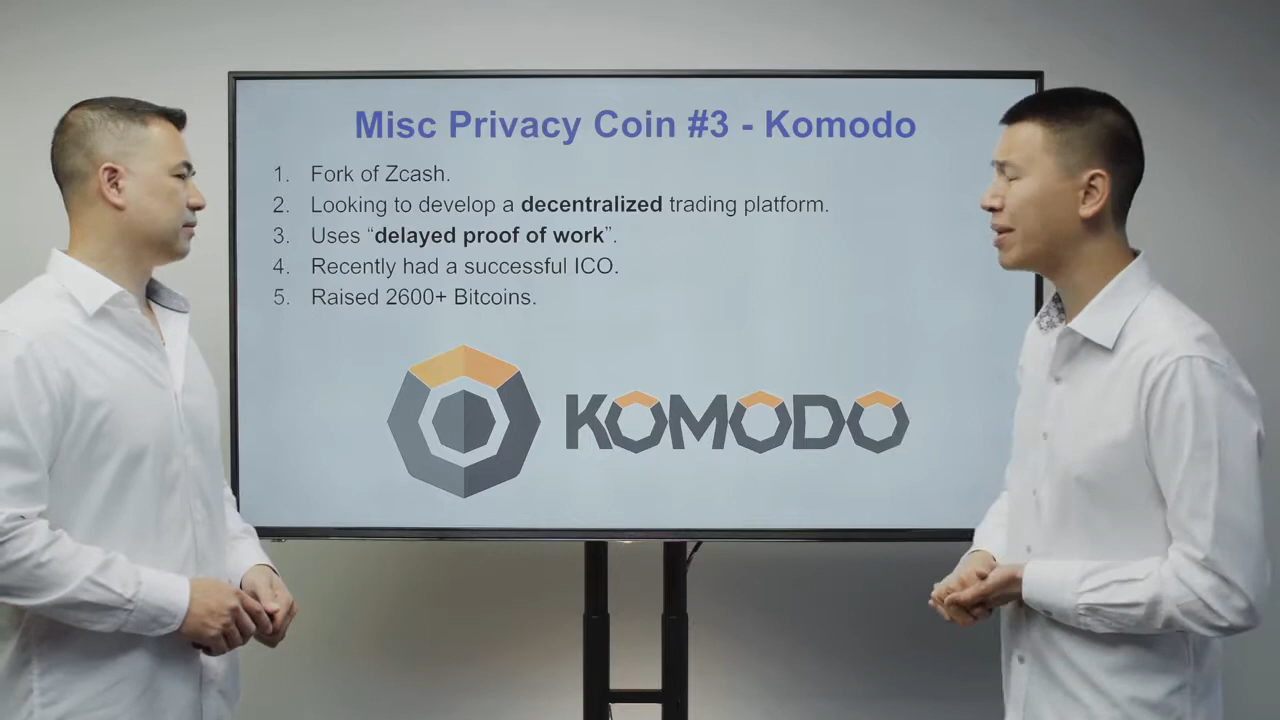 Misc Privacy Coin #3 - Komodo
1. Fork of Zcash.
2. Looking to develop a decentralized trading platform.
3. Uses “delayed proof of work”.
4. Recently had a successful ICO.
5. Raised 2600+ Bitcoins.
KOMODO